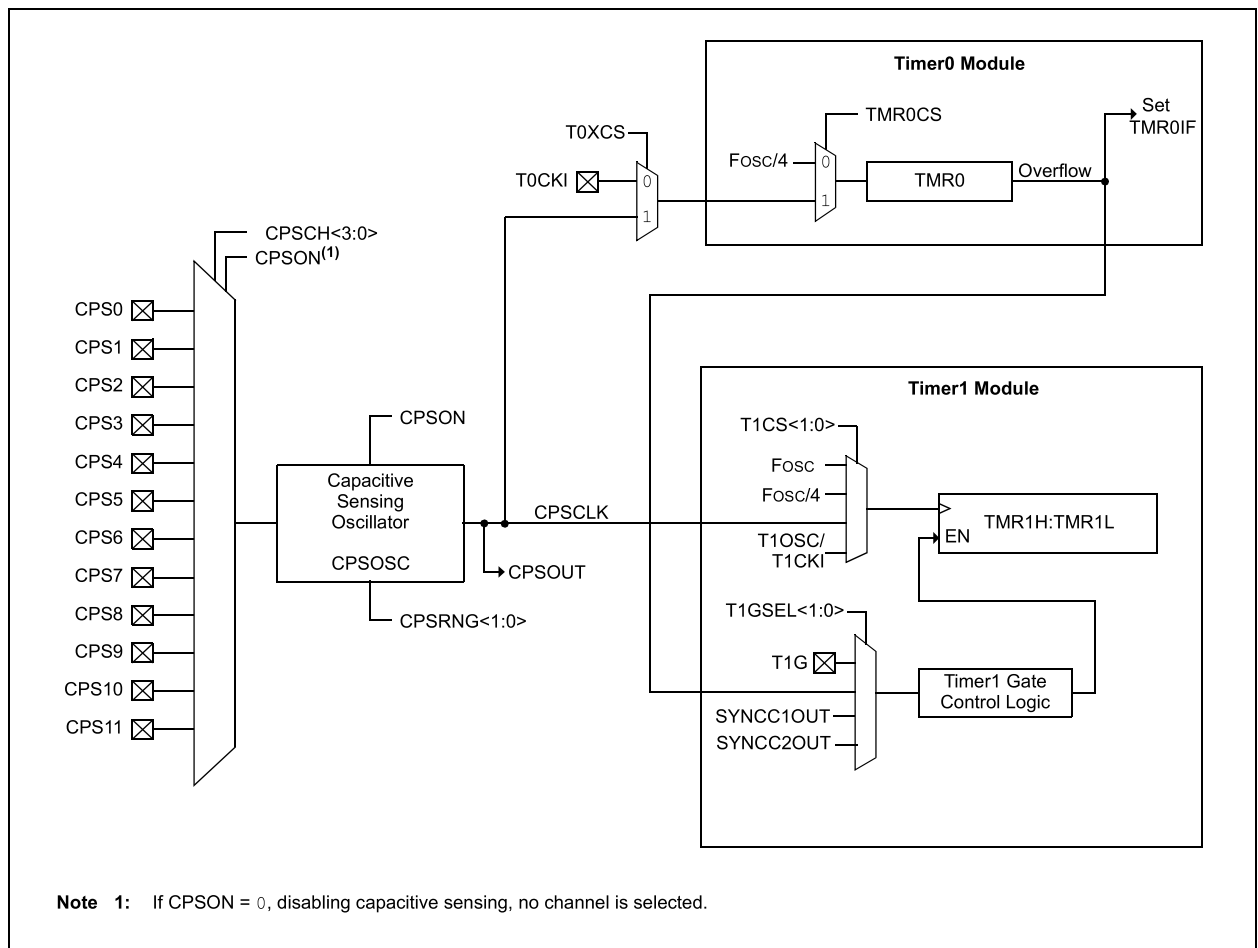 Timer0 Module
TMR0CS
Set
TMR0IF
T0XCS
FOSC/4
0
T0CKI
0
TMR0
Overflow
1
1
CPSCH<3:0>
CPSON(1)
CPS0
CPS1
CPS2
CPS3
CPS4
CPS5
CPS6
CPS7
CPS8
CPS9
CPS10
CPS11
CPSON
Capacitive
Sensing
Oscillator
CPSOSC
CPSRNG<1:0>
CPSCLK
CPSOUT
Timer1 Module
T1CS<1:0>
FOSC
FOSC/4
T1OSC/
T1CKI
TMR1H:TMR1L
EN
T1GSEL<1:0>
T1G
SYNCC1OUT
SYNCC2OUT
Timer1 Gate
Control Logic
Note 1: If CPSON = 0, disabling capacitive sensing, no channel is selected.